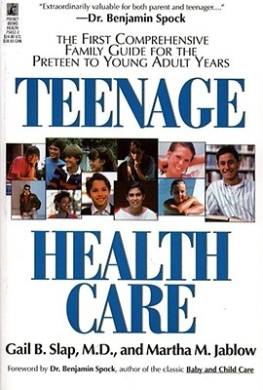 "Extraordinarily valuable for both parent and teenager...."
—Dr. Benjamin Spock
THE FIRST COMPREHENSIVE
FAMILY GUIDE FOR THE
PRETEEN TO YOUNG ADULT YEARS
TEENAGE
HEALTH
CARE
Gail B. Slap, M.D., and Martha M. Jablow
Foreword by Dr. Benjamin Spock, author of the classic Baby and Child Care